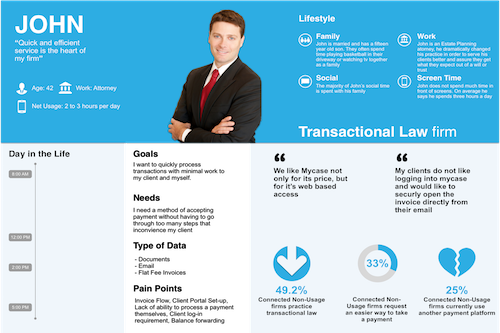 JOHN
"Quick and efficient
service is the heart of
my firm"
Age: 42 Work: Attorney
Net Usage: 2 to 3 hours per day
Lifestyle
Family
John is married and has a fifteen
year old son. They often spend
time playing basketball in their
driveway or watching tv together
as a family
Work
John is an Estate Planning
attorney, he dramatically changed
his practice in order to serve his
clients better and assure they get
what they expect out of a will or
trust
Social
The majority of John's social time
is spent with his family
Screen Time
John does not spend much time in
front of screens. On average he
says he spends three hours a day
Transactional Law firm
Day in the Life
8:00 AM
12:00 PM
3:00 PM
5:00 PM
Goals
I want to quickly process
transactions with minimal work to
my client and myself.
Needs
I need a method of accepting
payment without having to go
through too many steps that
inconvience my client
Type of Data
- Documents
- Email
- Flat Fee Invoices
Pain Points
Invoice Flow, Client Portal Set-up,
Lack of ability to process a payment
themselves, Client log-in
requirement, Balance forwarding
“
We like Mycase not
only for its price, but
for it's web based
access
“
My clients do not like
logging into mycase
and would like to
securly open the
invoice directly from
their email
49.2%
Connected Non-Usage
firms practice
transactional law
33%
Connected Non-
Usage firms request
an easier way to take
a payment
25%
Connected Non-Usage
firms currently use
another payment platform